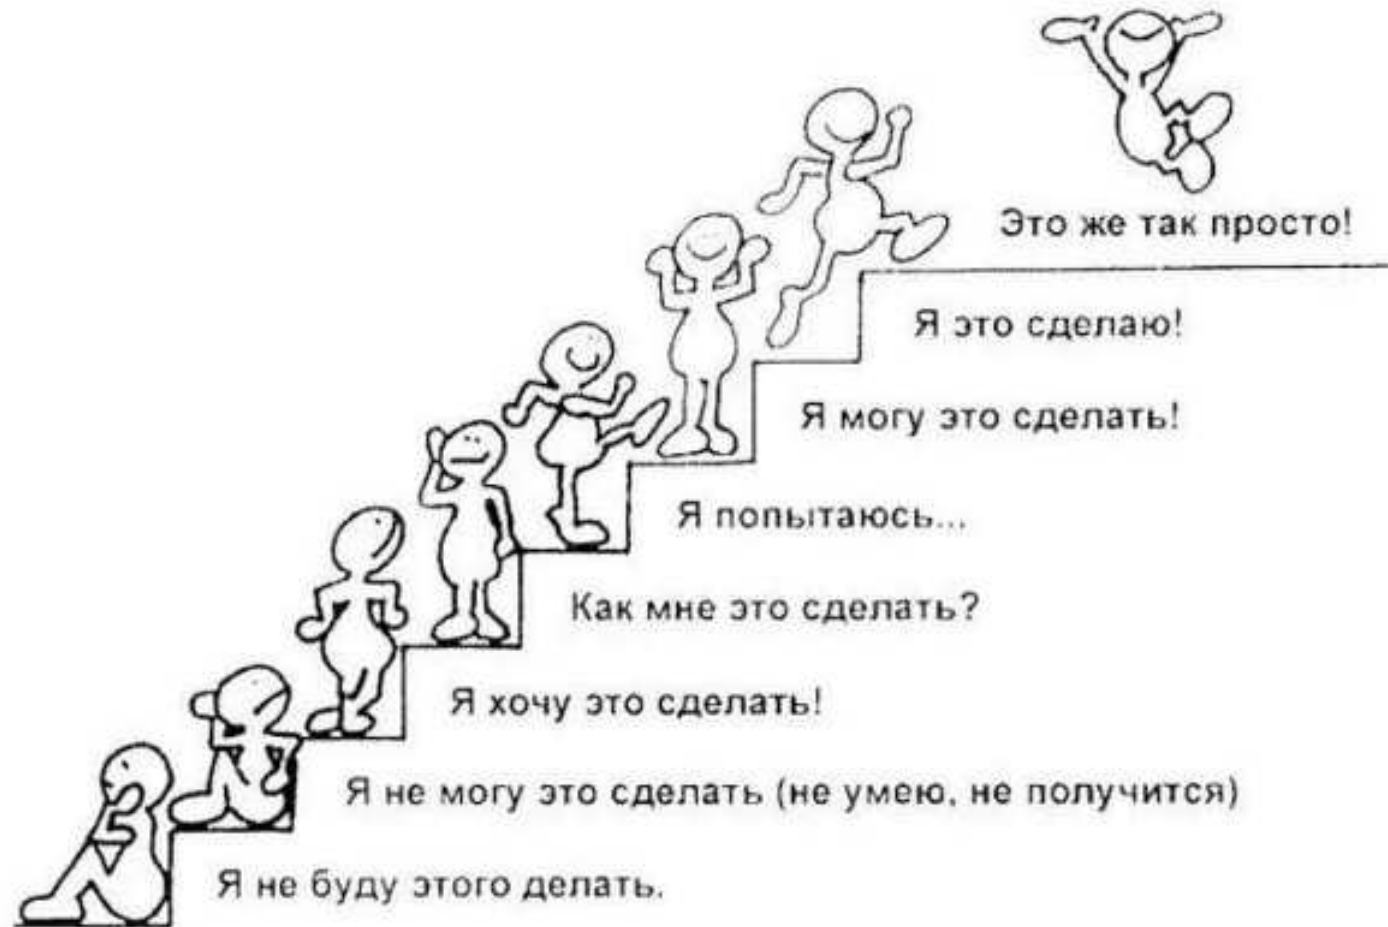 Это же так просто!
Я это сделаю!
Я могу это сделать!
Я попытаюсь...
Как мне это сделать?
Я хочу это сделать!
Я не могу это сделать (не умею, не получится)
Я не буду этого делать.